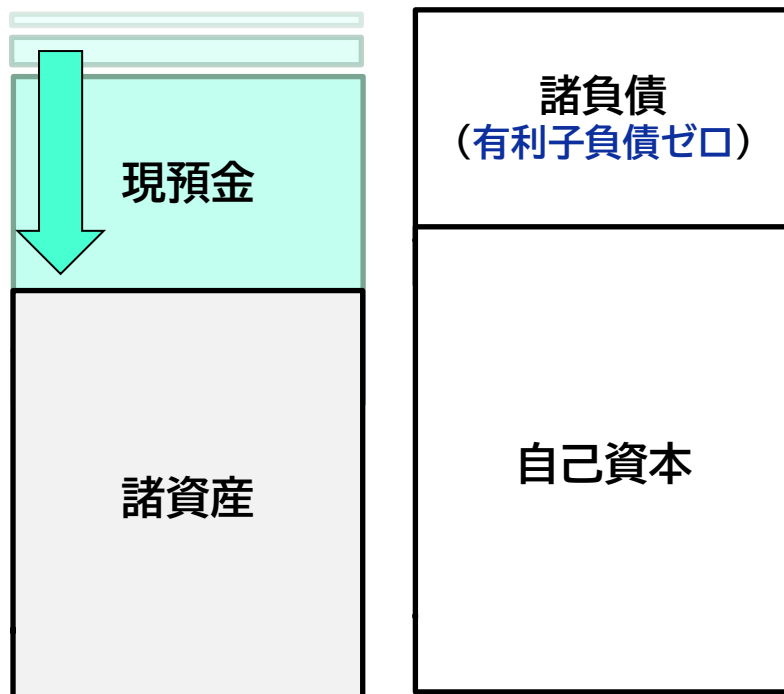 現預金
諸資産
諸負債
（有利子負債ゼロ）
自己資本